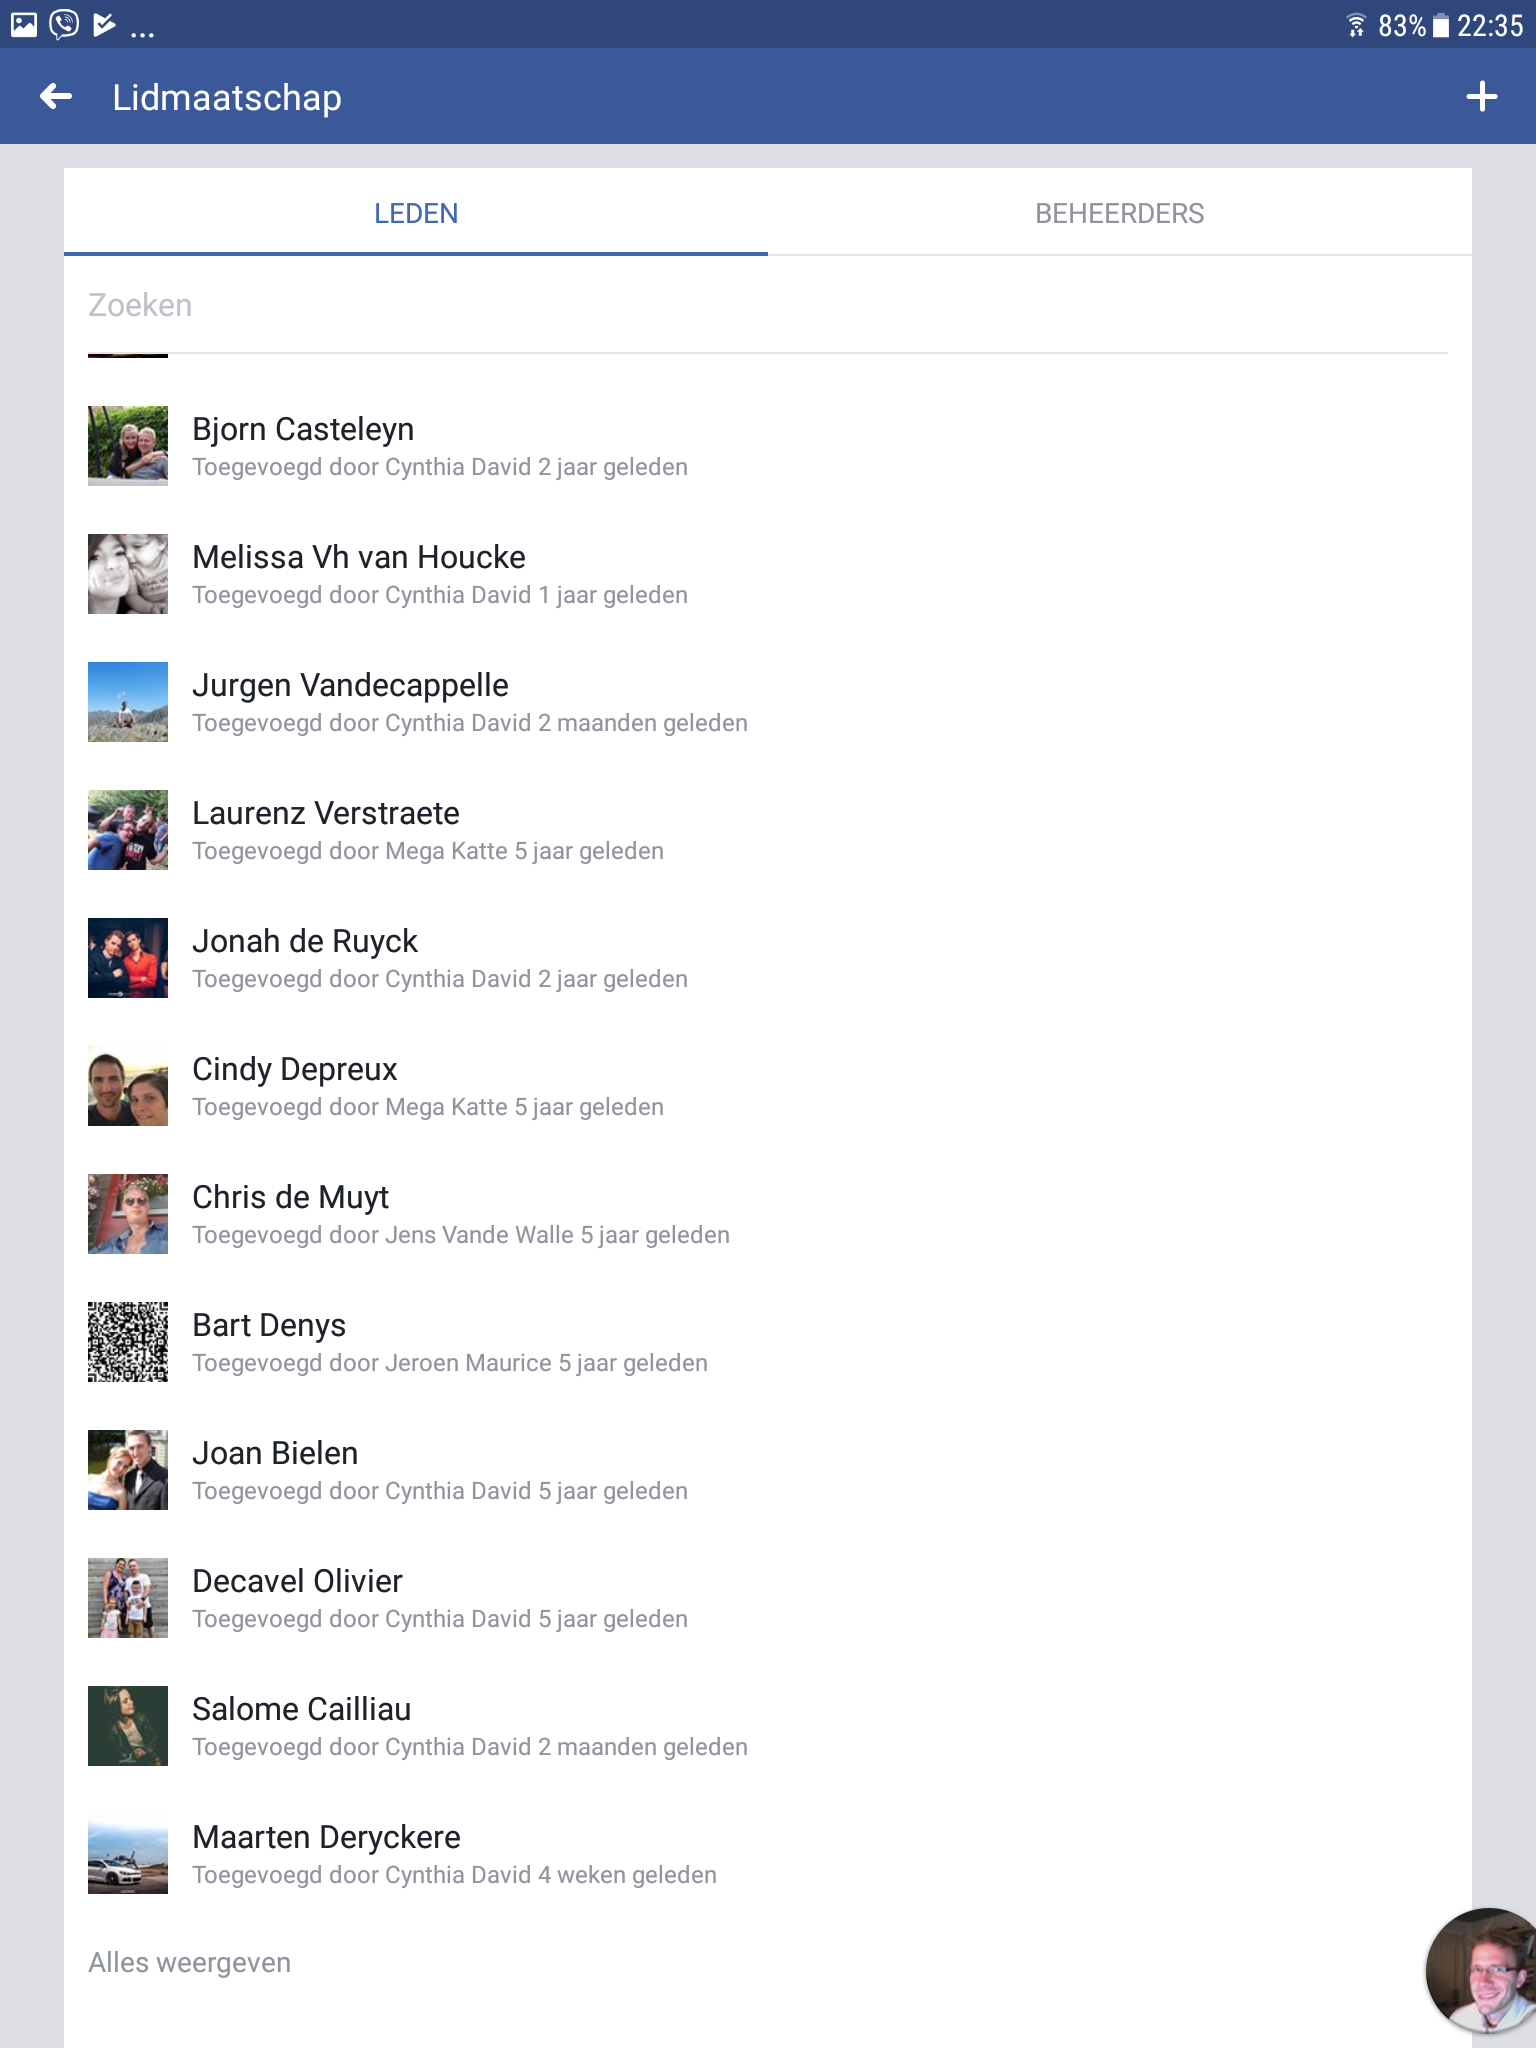 ... 83% 22:35
Lidmaatschap
LEDEN BEHEERDERS
Zoeken
Bjorn Casteleyn
Toegevoegd door Cynthia David 2 jaar geleden
Melissa Vh van Houcke
Toegevoegd door Cynthia David 1 jaar geleden
Jurgen Vandecappelle
Toegevoegd door Cynthia David 2 maanden geleden
Laurenz Verstraete
Toegevoegd door Mega Katte 5 jaar geleden
Jonah de Ruyck
Toegevoegd door Cynthia David 2 jaar geleden
Cindy Depreux
Toegevoegd door Mega Katte 5 jaar geleden
Chris de Muyt
Toegevoegd door Jens Vande Walle 5 jaar geleden
Bart Denys
Toegevoegd door Jeroen Maurice 5 jaar geleden
Joan Bielen
Toegevoegd door Cynthia David 5 jaar geleden
Decavel Olivier
Toegevoegd door Cynthia David 5 jaar geleden
Salome Cailliau
Toegevoegd door Cynthia David 2 maanden geleden
Maarten Deryckere
Toegevoegd door Cynthia David 4 weken geleden
Alles weergeven